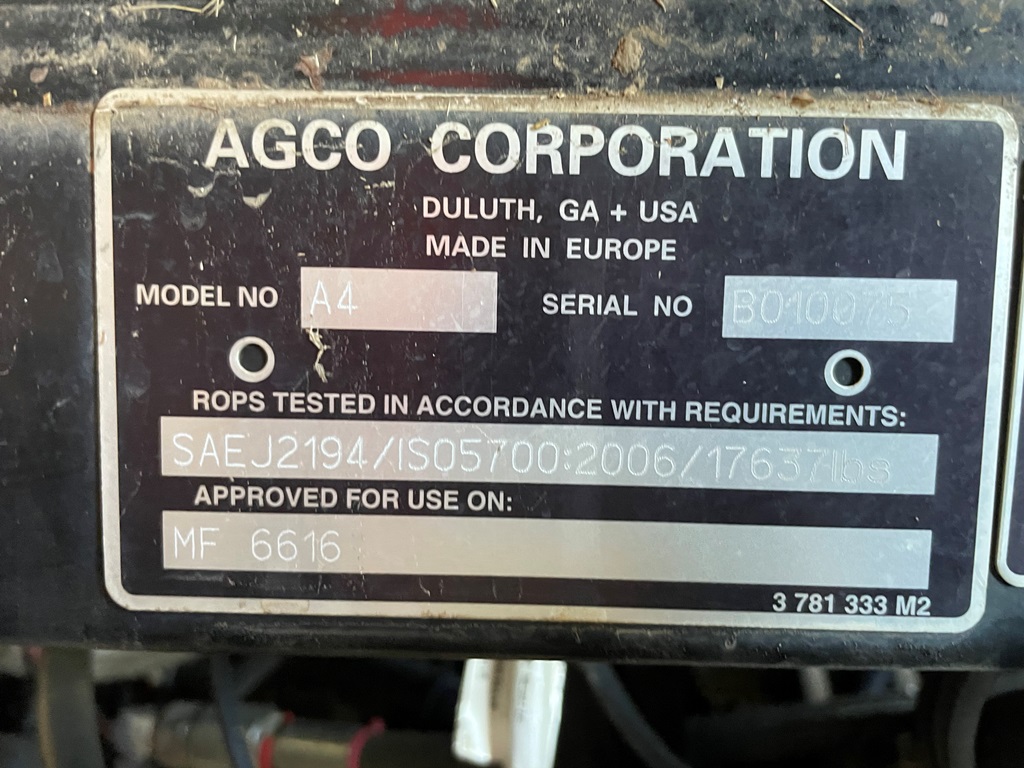 AGCO CORPORATION
DULUTH, GA + USA
MADE IN EUROPE
MODEL NO A4 SERIAL NO B010075
ROPS TESTED IN ACCORDANCE WITH REQUIREMENTS:
SAEJ2194/ISO5700:2006/17637lbs
APPROVED FOR USE ON:
MF 6616
3 781 333 M2